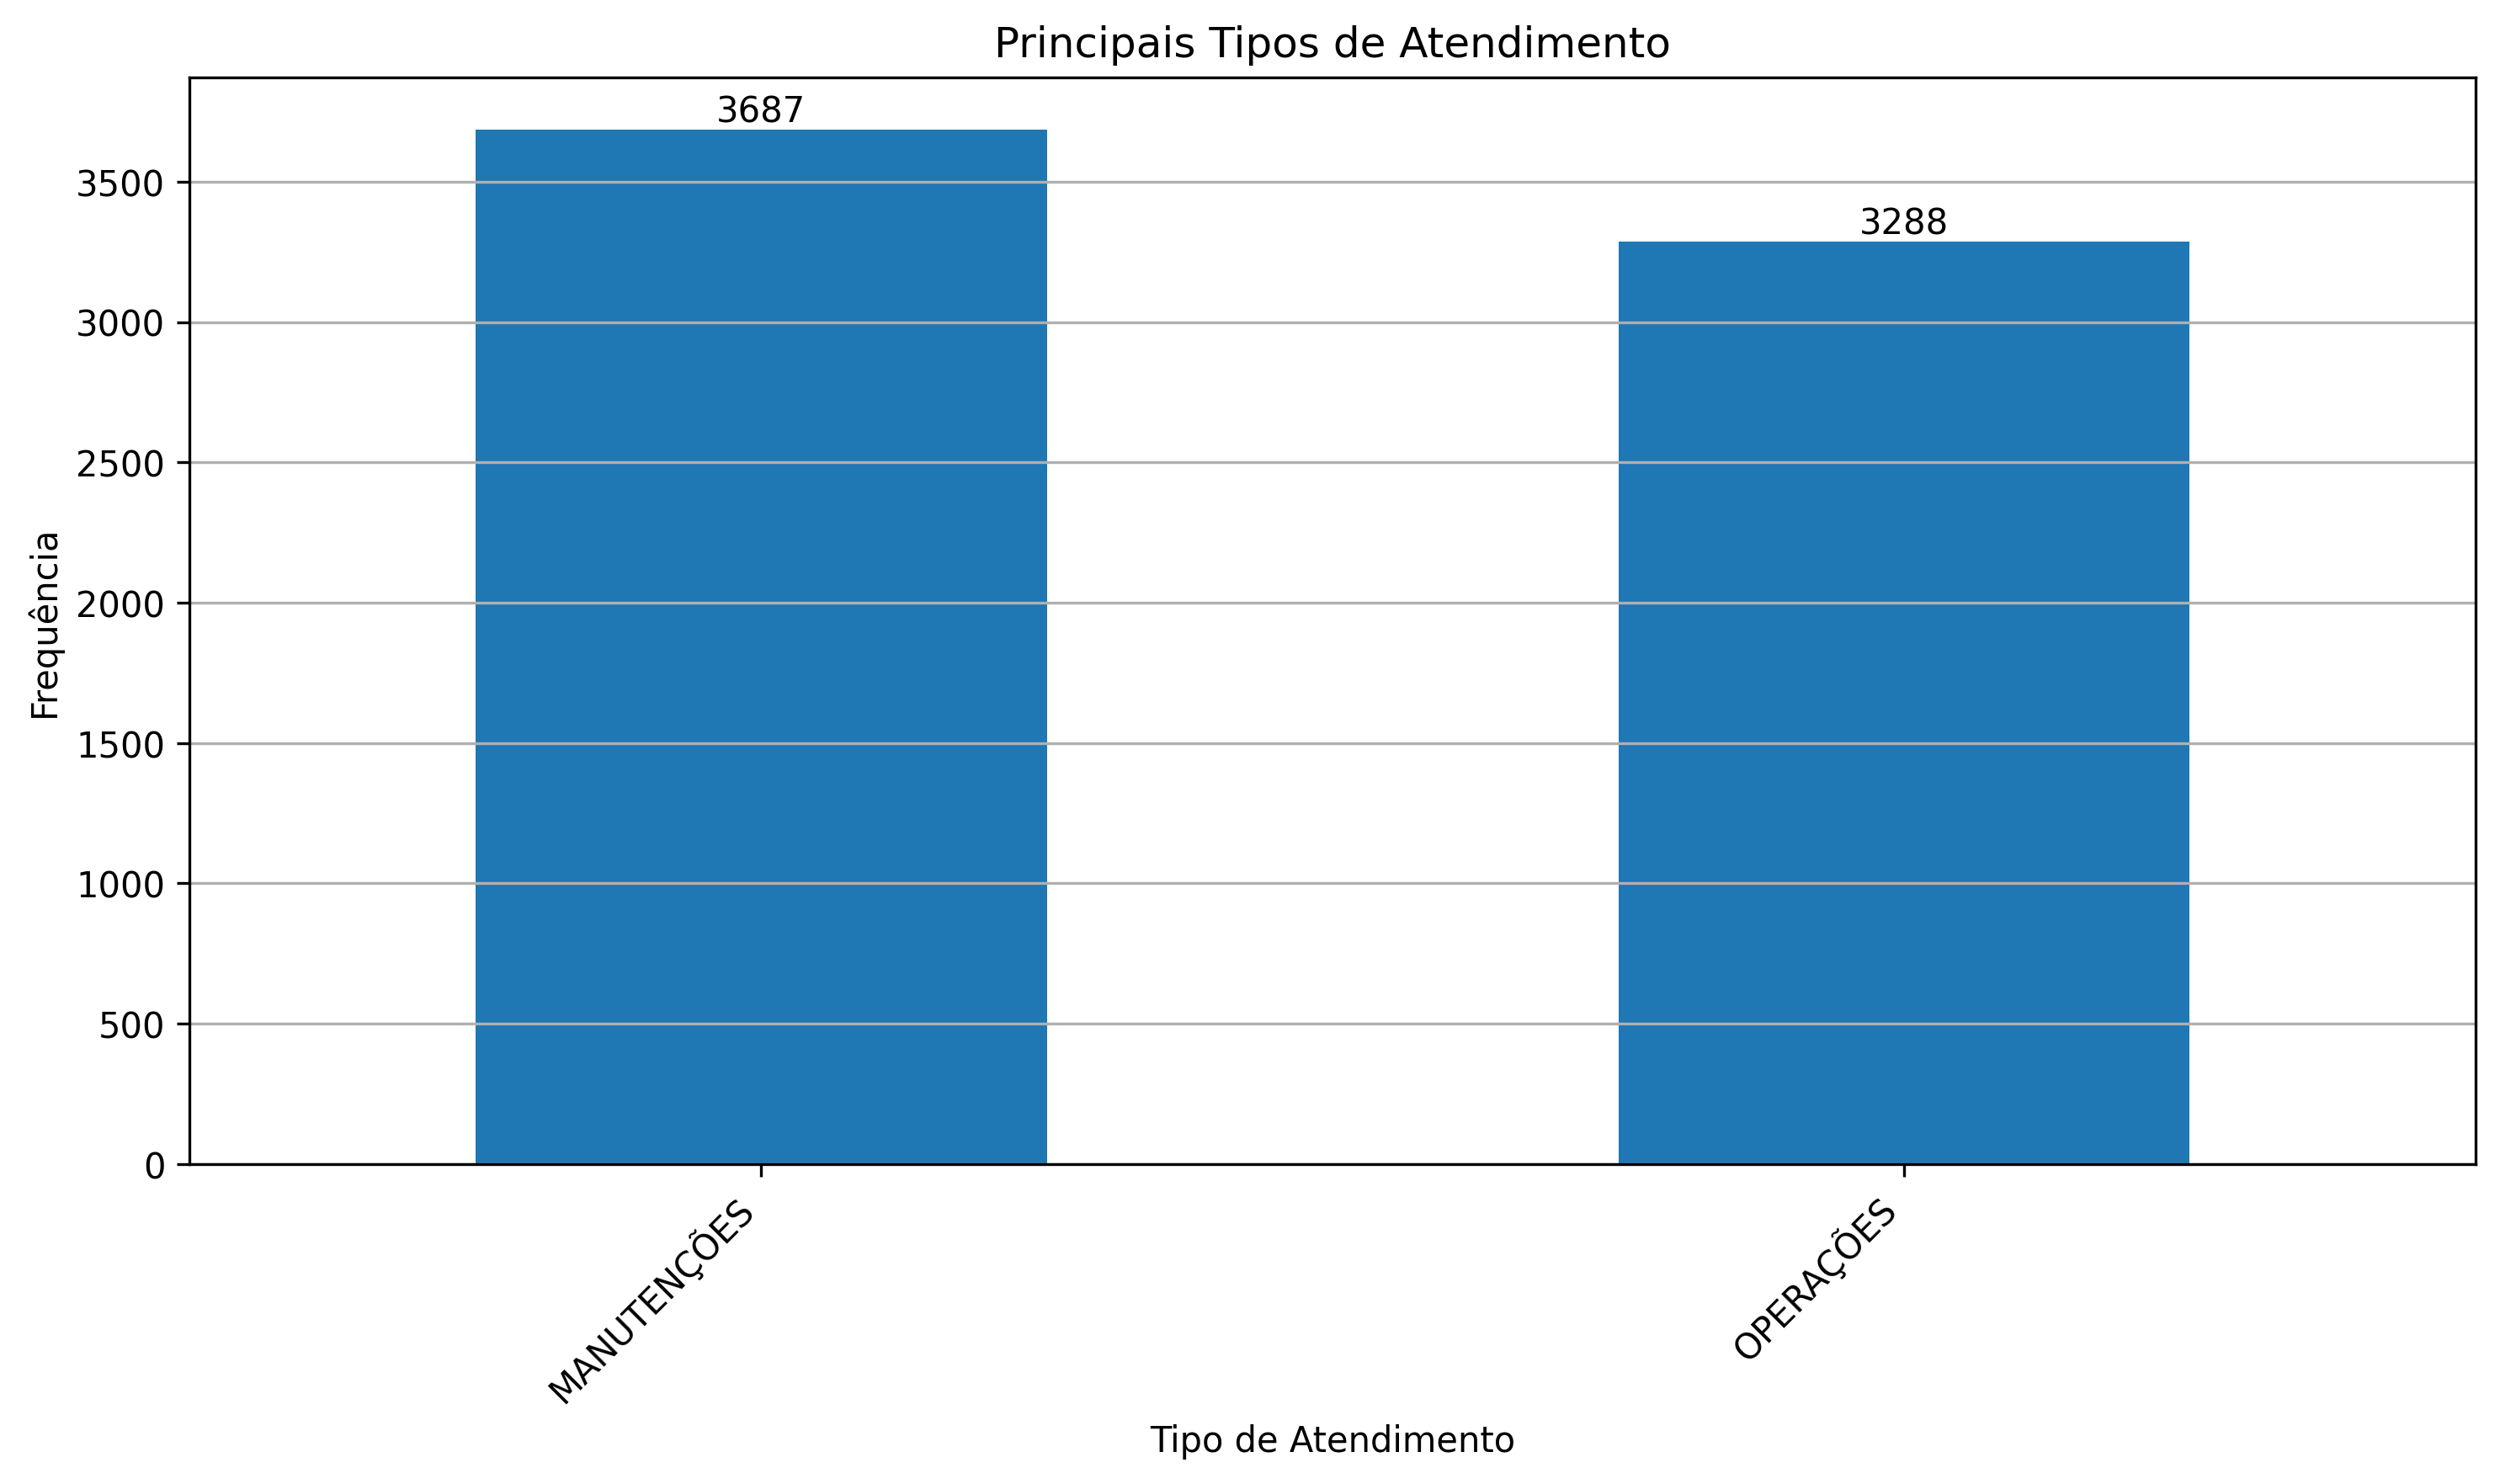 Principais Tipos de Atendimento
3687
3288
3500
3000
2500
2000
1500
1000
500
0
Frequência
MANUTENÇÕES
OPERAÇÕES
Tipo de Atendimento